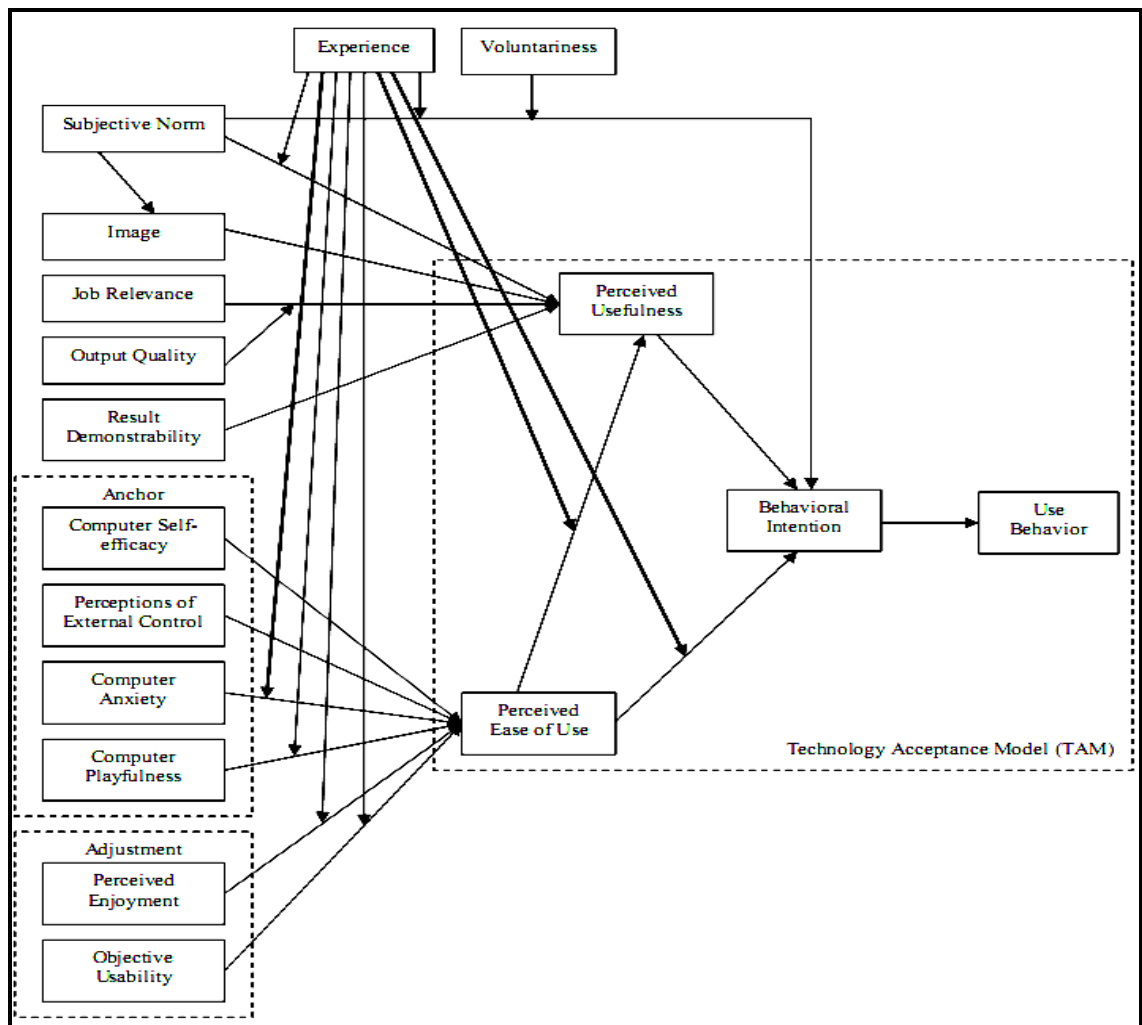 Experience
Voluntariness
Subjective Norm
Image
Job Relevance
Output Quality
Result
Demonstrability
Perceived
Usefulness
Anchor
Computer Self-
efficacy
Perceptions of
External Control
Computer
Anxiety
Computer
Playfulness
Behavioral
Intention
Use
Behavior
Perceived
Ease of Use
Technology Acceptance Model (TAM)
Adjustment
Perceived
Enjoyment
Objective
Usability